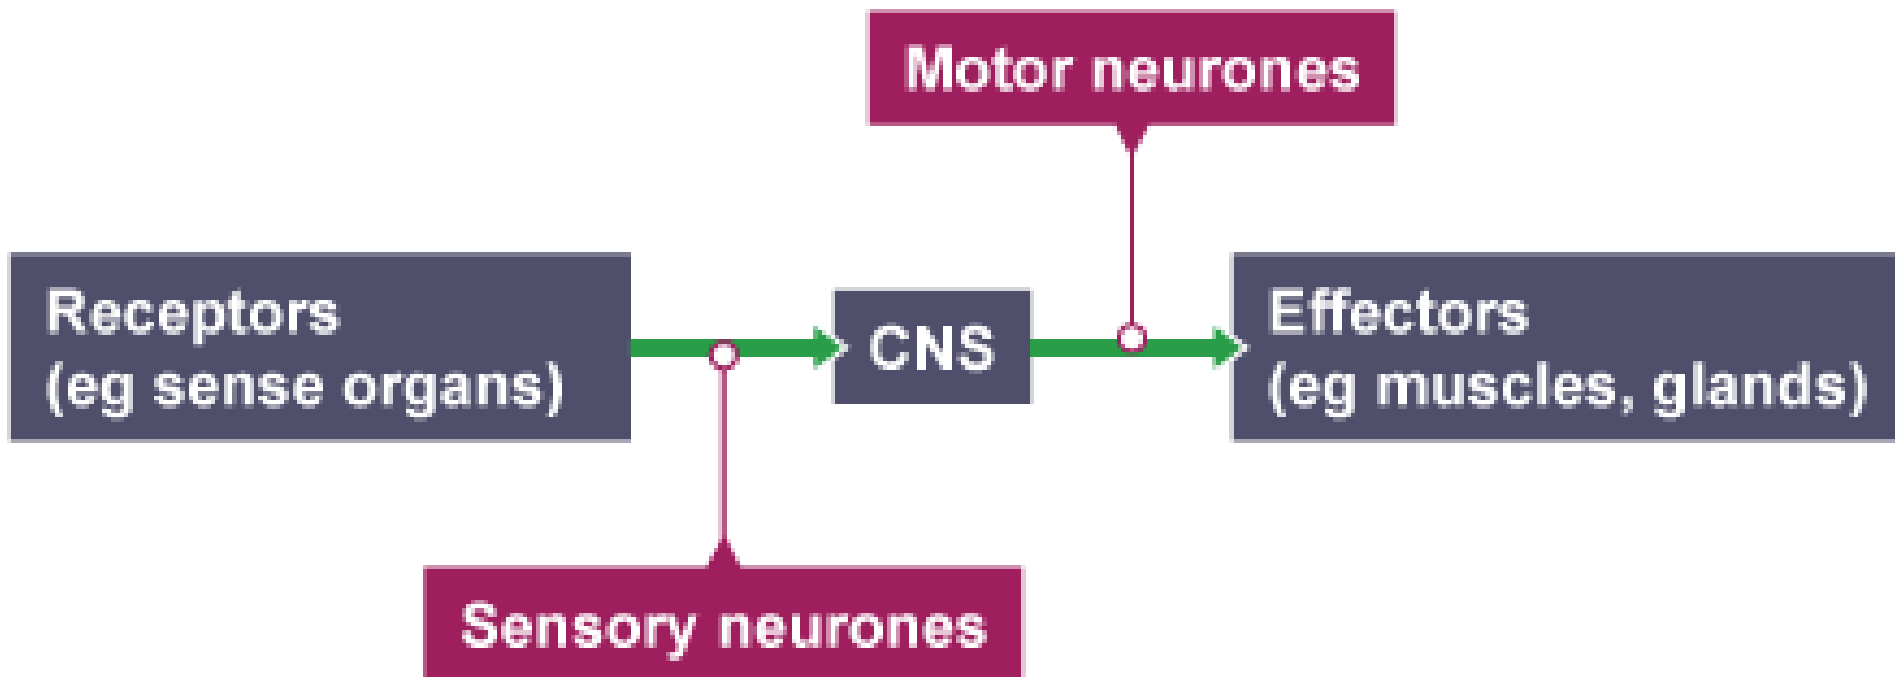 Motor neurones
Receptors
(eg sense organs)
CNS
Effectors
(eg muscles, glands)
Sensory neurones